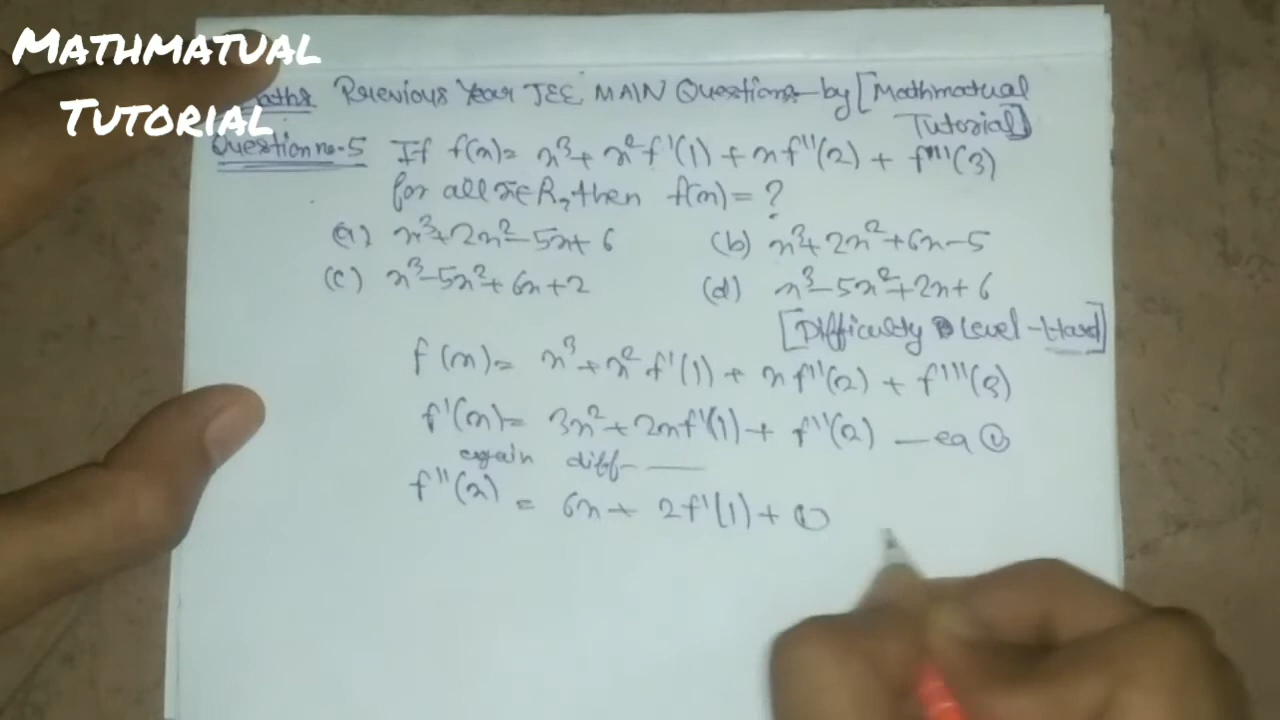 MATHMATUAL
TUTORIAL
Maths Previous Year JEE MAIN Questions by [Mathmatual
Tutorial]
Question no-5 If f(x)= x³+ x²f'(1) + xf''(2) + f'''(3)
for all x∈R, then f(x)= ?
(a) x³+2x²-5x+6 (b) x³+2x²+6x-5
(c) x³-5x²+6x+2 (d) x³-5x²+2x+6
[Difficulty Level-Hard]
f(x)= x³+x²f'(1) + xf''(2) + f'''(3)
f'(x)= 3x²+2xf'(1)+ f''(2) — eq ①
again diff- —
f''(x) = 6x+ 2f'(1)+ 0